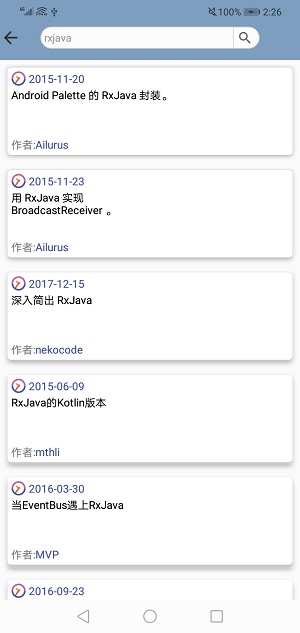 100% 2:26
rxjava
2015-11-20
Android Palette 的 RxJava 封装。
作者:Ailurus
2015-11-23
用 RxJava 实现
BroadcastReceiver 。
作者:Ailurus
2017-12-15
深入简出 RxJava
作者:nekocode
2015-06-09
RxJava的Kotlin版本
作者:mthli
2016-03-30
当EventBus遇上RxJava
作者:MVP
2016-09-23